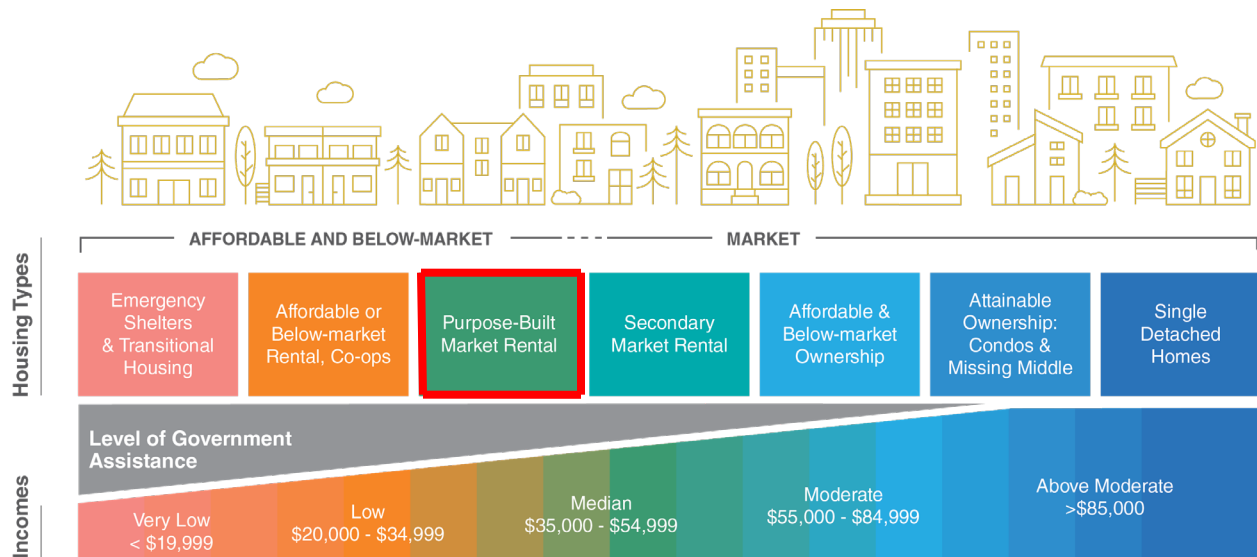 AFFORDABLE AND BELOW-MARKET
MARKET
Housing Types
Emergency
Shelters
& Transitional
Housing
Affordable or
Below-market
Rental, Co-ops
Purpose-Built
Market Rental
Secondary
Market Rental
Affordable &
Below-market
Ownership
Attainable
Ownership:
Condos &
Missing Middle
Single
Detached
Homes
Level of Government
Assistance
Incomes
Very Low
< $19,999
Low
$20,000 - $34,999
Median
$35,000 - $54,999
Moderate
$55,000 - $84,999
Above Moderate
>$85,000